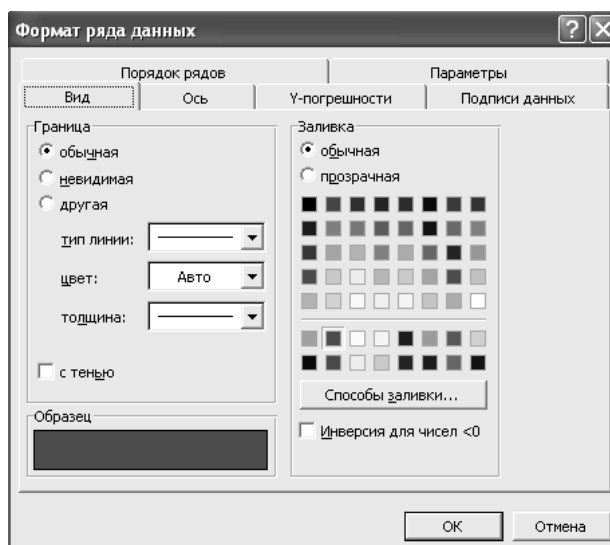 Формат ряда данных
Порядок рядов
Параметры
Вид
Ось
Y-погрешности
Подписи данных
Граница
обычная
невидимая
другая
тип линии:
цвет:
Авто
толщина:
с тенью
Образец
Заливка
обычная
прозрачная
Способы заливки...
Инверсия для чисел <0
ОК
Отмена